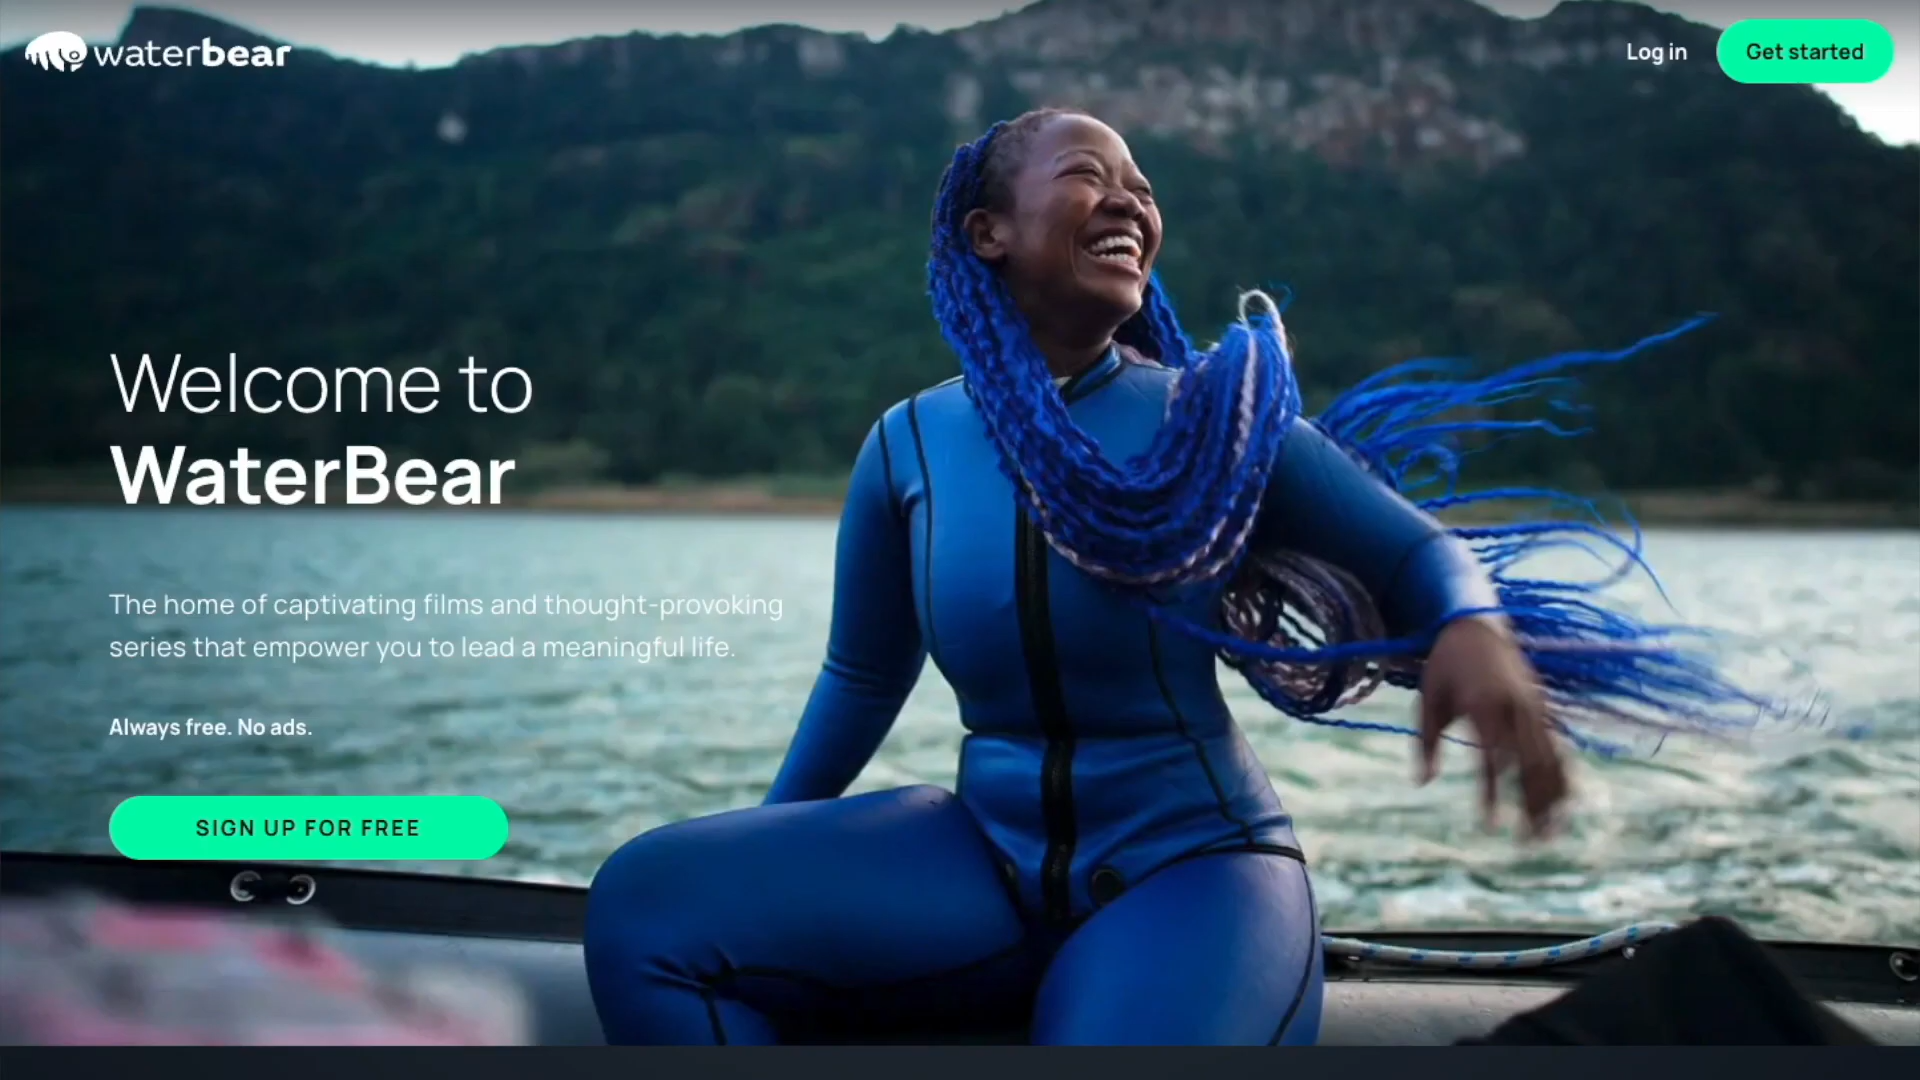 waterbear
Log in
Get started
Welcome to
WaterBear
The home of captivating films and thought-provoking
series that empower you to lead a meaningful life.
Always free. No ads.
SIGN UP FOR FREE